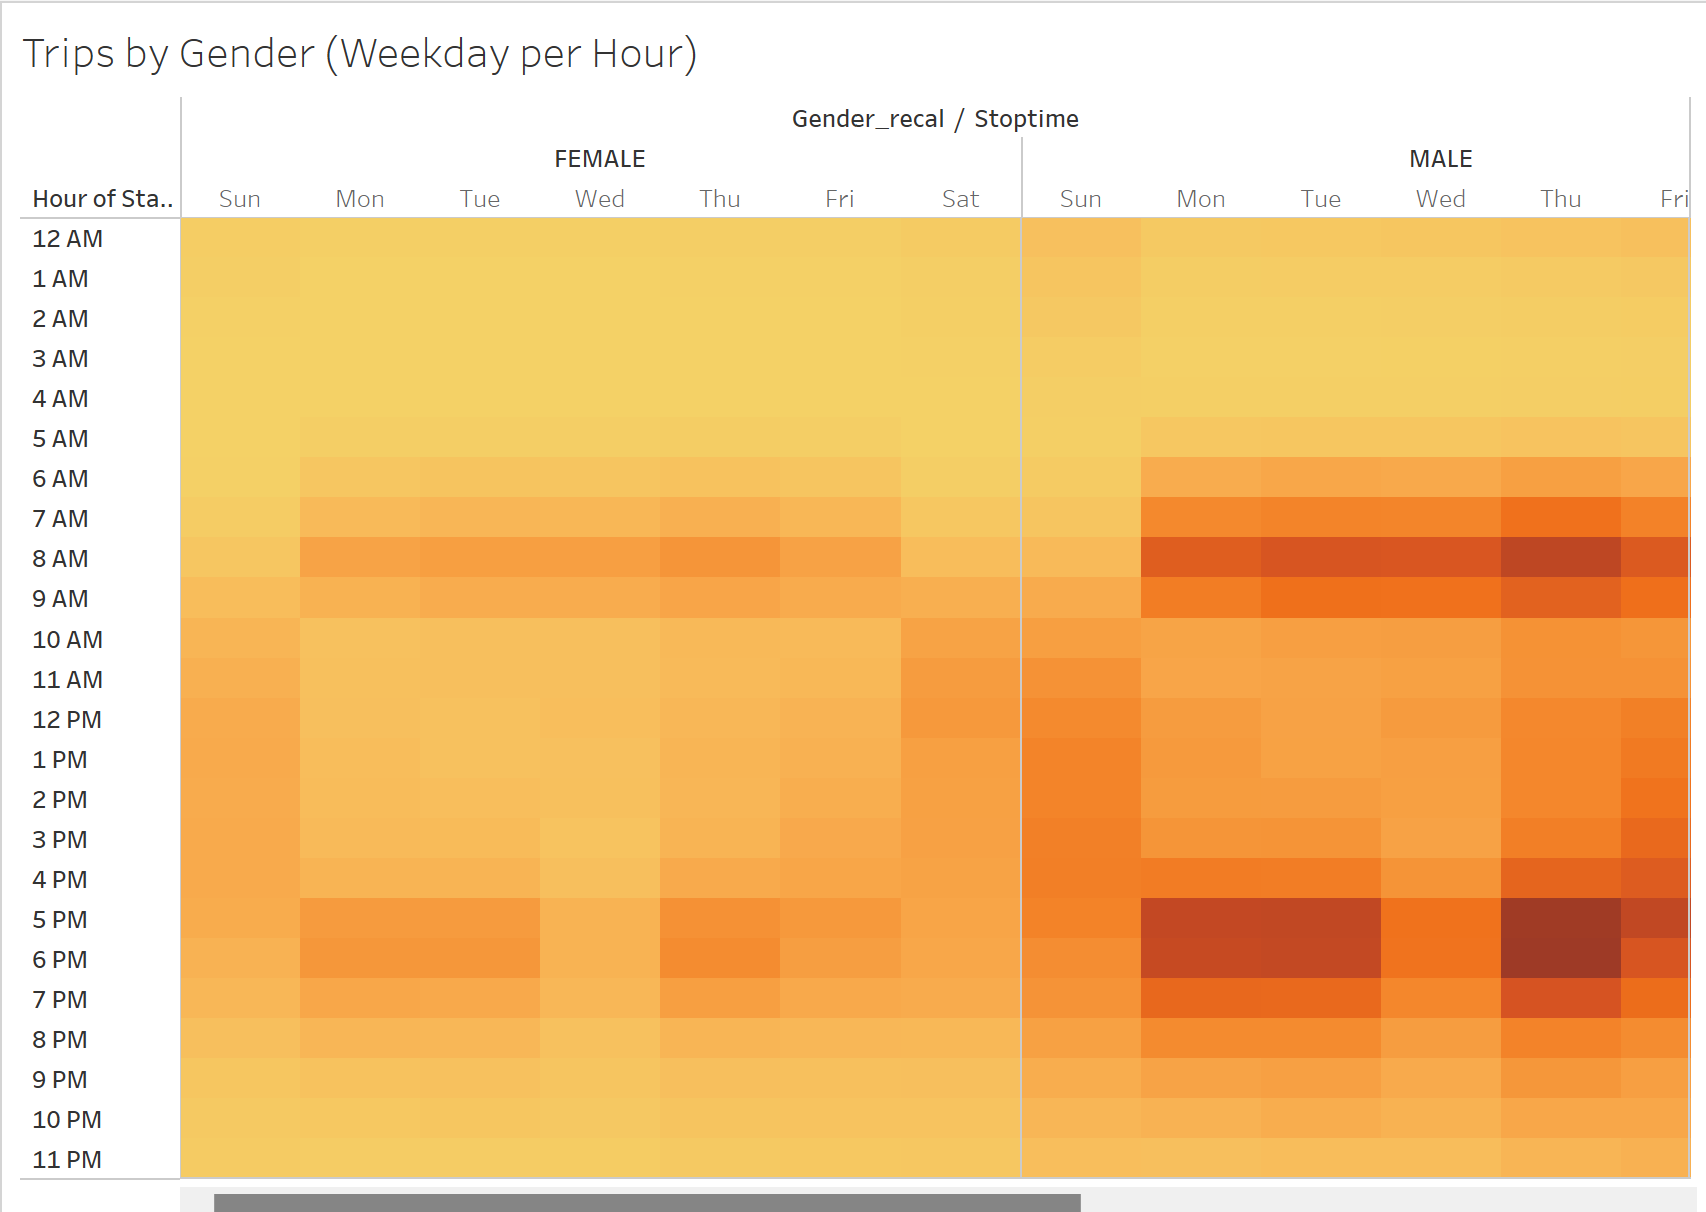 Trips by Gender (Weekday per Hour)
Gender_recal / Stoptime
FEMALE MALE
Hour of Sta.. Sun Mon Tue Wed Thu Fri Sat Sun Mon Tue Wed Thu Fri
12 AM
1 AM
2 AM
3 AM
4 AM
5 AM
6 AM
7 AM
8 AM
9 AM
10 AM
11 AM
12 PM
1 PM
2 PM
3 PM
4 PM
5 PM
6 PM
7 PM
8 PM
9 PM
10 PM
11 PM